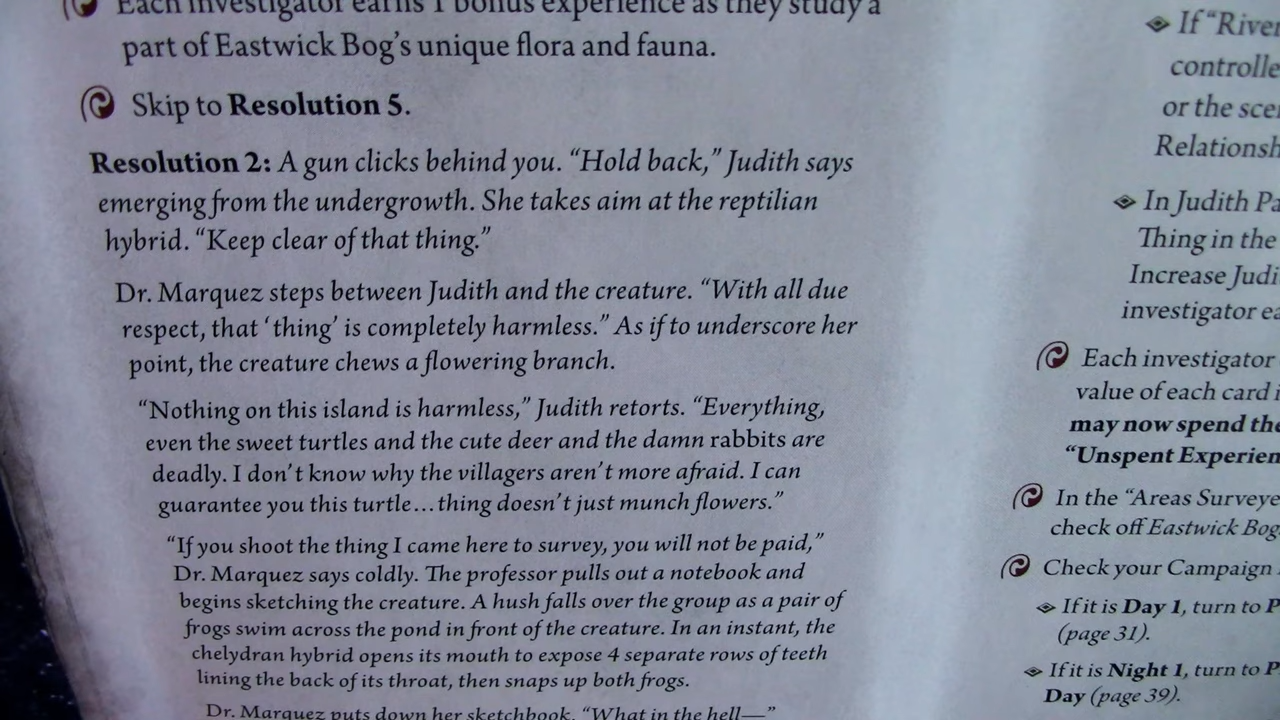 Each investigator earns 1 bonus experience as they study a
part of Eastwick Bog's unique flora and fauna.
Skip to Resolution 5.
Resolution 2: A gun clicks behind you. “Hold back,” Judith says
emerging from the undergrowth. She takes aim at the reptilian
hybrid. “Keep clear of that thing.”
Dr. Marquez steps between Judith and the creature. “With all due
respect, that ‘thing’ is completely harmless.” As if to underscore her
point, the creature chews a flowering branch.
“Nothing on this island is harmless,” Judith retorts. “Everything,
even the sweet turtles and the cute deer and the damn rabbits are
deadly. I don't know why the villagers aren't more afraid. I can
guarantee you this turtle…thing doesn't just munch flowers.”
“If you shoot the thing I came here to survey, you will not be paid,”
Dr. Marquez says coldly. The professor pulls out a notebook and
begins sketching the creature. A hush falls over the group as a pair of
frogs swim across the pond in front of the creature. In an instant, the
chelydran hybrid opens its mouth to expose 4 separate rows of teeth
lining the back of its throat, then snaps up both frogs.
Dr. Marquez puts down her sketchbook. “What in the hell—”
If “River
controlle
or the sce
Relationsh
In Judith Pa
Thing in the
Increase Judi
investigator ea
Each investigator
value of each card i
may now spend the
“Unspent Experien
In the “Areas Surveye
check off Eastwick Bog
Check your Campaign
If it is Day 1, turn to P
(page 31).
If it is Night 1, turn to P
Day (page 39).